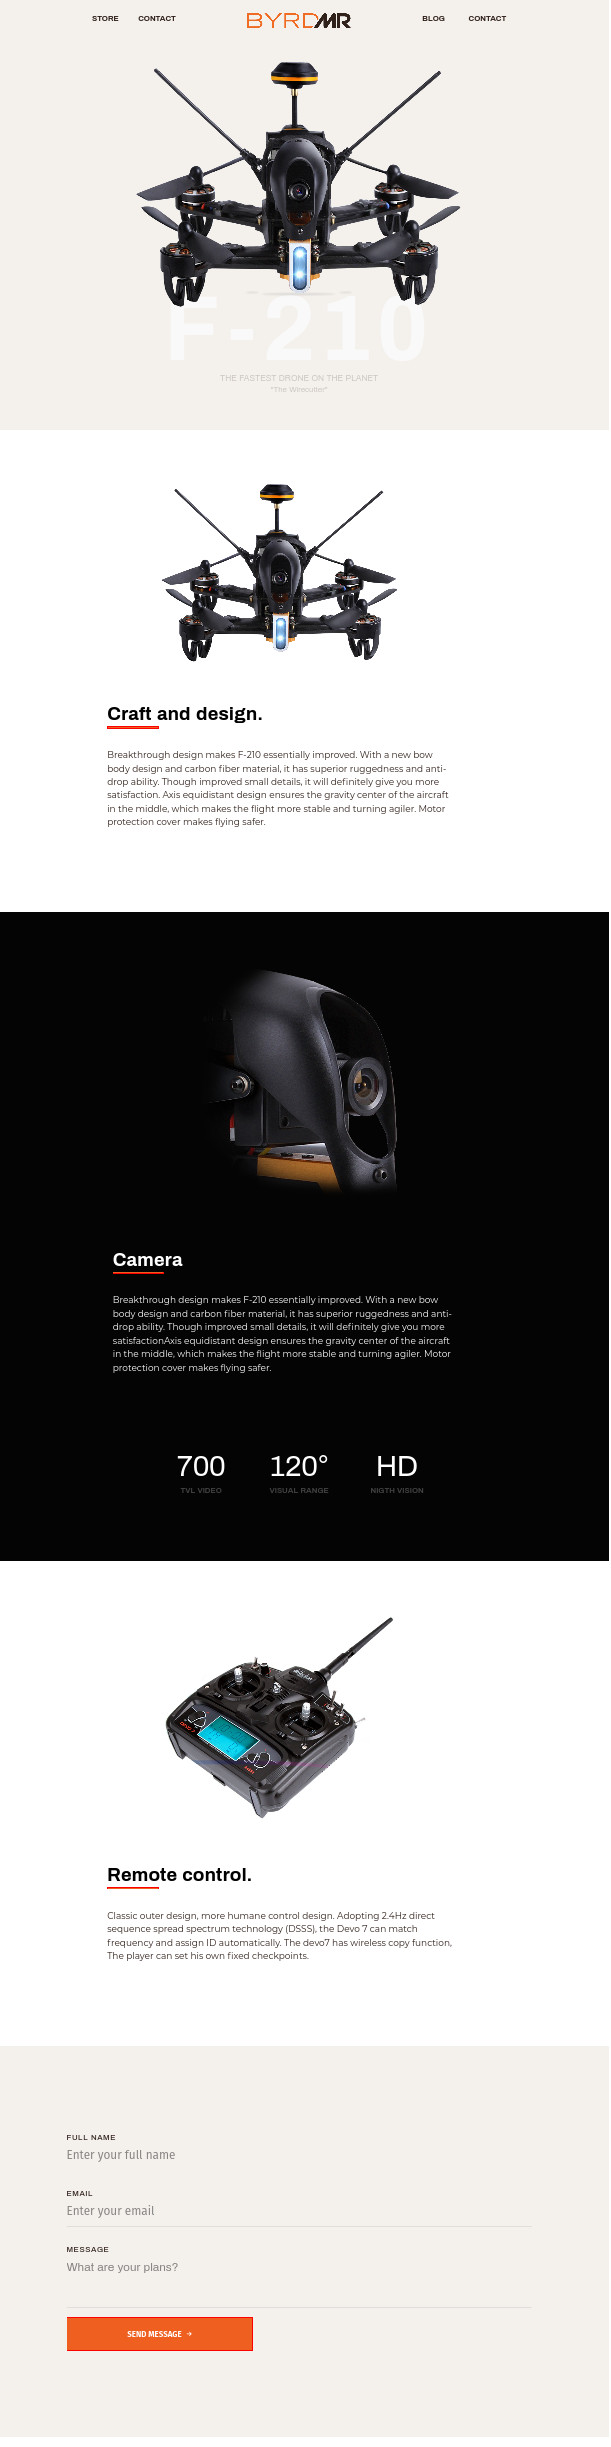 STORE CONTACT BYRDMR BLOG CONTACT
F-210
THE FASTEST DRONE ON THE PLANET
"The Wirecutter"
Craft and design.
Breakthrough design makes F-210 essentially improved. With a new bow
body design and carbon fiber material, it has superior ruggedness and anti-
drop ability. Though improved small details, it will definitely give you more
satisfaction. Axis equidistant design ensures the gravity center of the aircraft
in the middle, which makes the flight more stable and turning agiler. Motor
protection cover makes flying safer.
Camera
Breakthrough design makes F-210 essentially improved. With a new bow
body design and carbon fiber material, it has superior ruggedness and anti-
drop ability. Though improved small details, it will definitely give you more
satisfactionAxis equidistant design ensures the gravity center of the aircraft
in the middle, which makes the flight more stable and turning agiler. Motor
protection cover makes flying safer.
700 120° HD
TVL VIDEO VISUAL RANGE NIGTH VISION
DEVO 7
Remote control.
Classic outer design, more humane control design. Adopting 2.4Hz direct
sequence spread spectrum technology (DSSS), the Devo 7 can match
frequency and assign ID automatically. The devo7 has wireless copy function,
The player can set his own fixed checkpoints.
FULL NAME
Enter your full name
EMAIL
Enter your email
MESSAGE
What are your plans?
SEND MESSAGE →